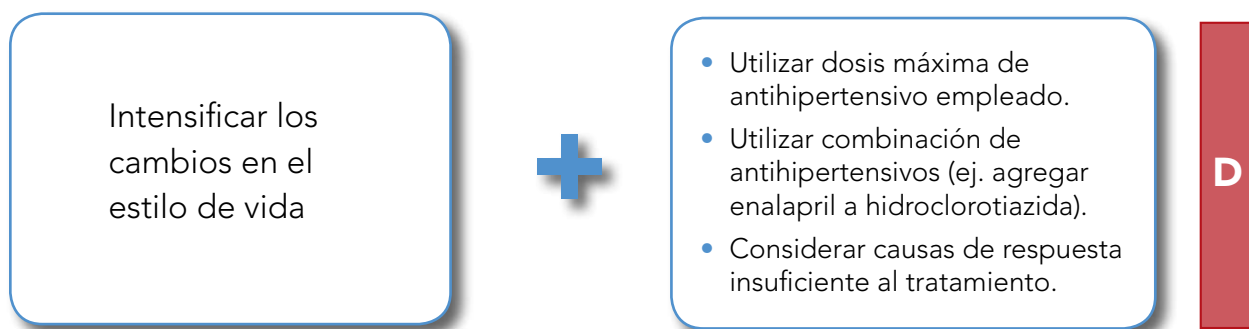 Intensificar los
cambios en el
estilo de vida
• Utilizar dosis máxima de
antihipertensivo empleado.
• Utilizar combinación de
antihipertensivos (ej. agregar
enalapril a hidroclorotiazida).
• Considerar causas de respuesta
insuficiente al tratamiento.
D